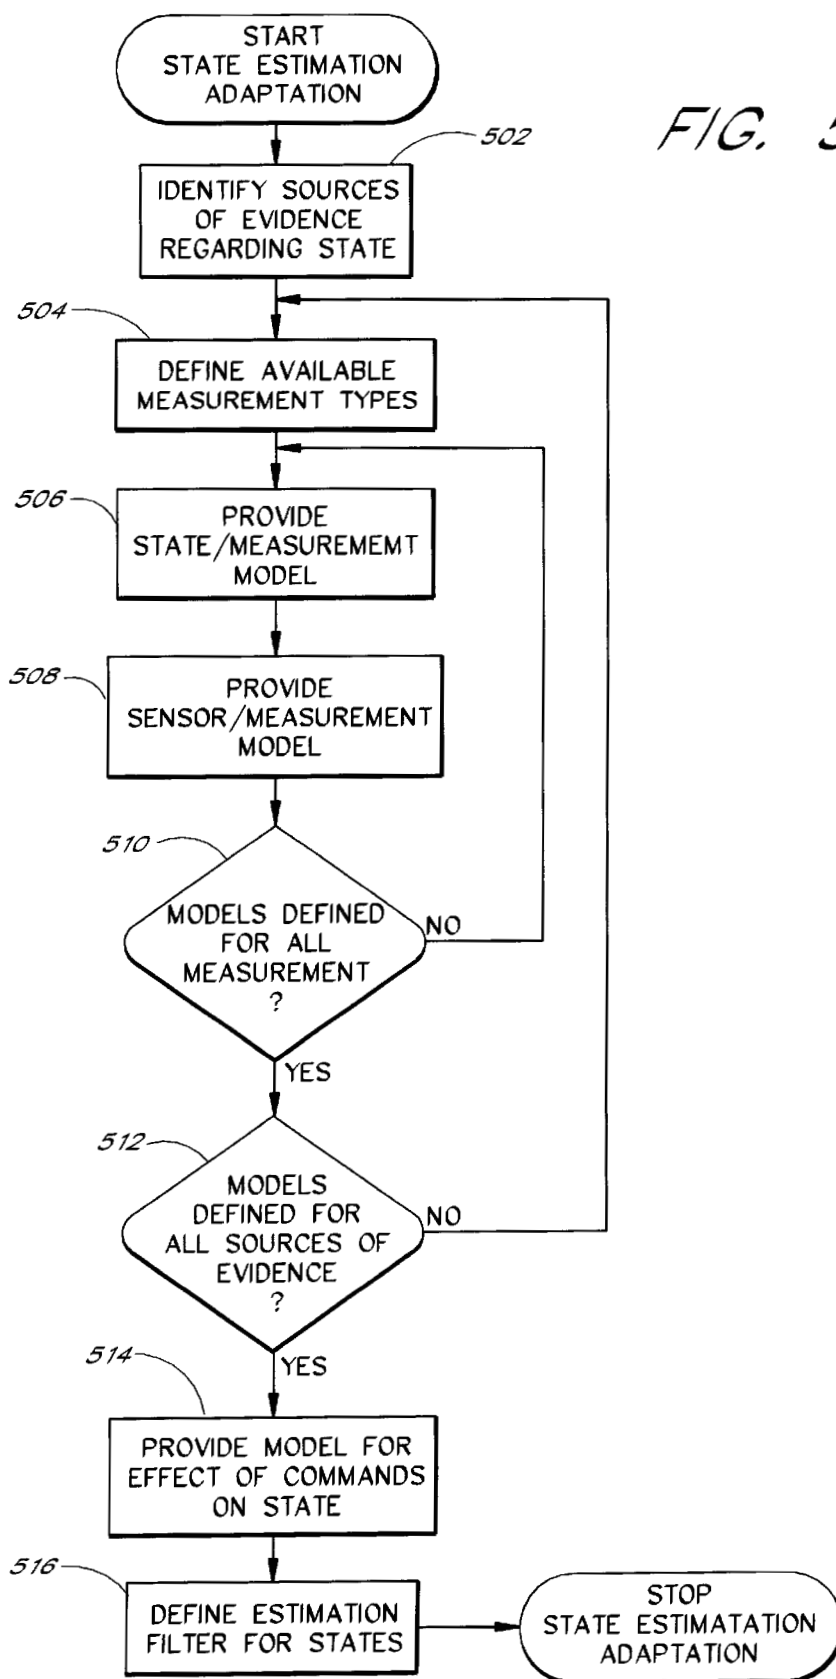 START
STATE ESTIMATION
ADAPTATION
FIG. 5
502
IDENTIFY SOURCES
OF EVIDENCE
REGARDING STATE
504
DEFINE AVAILABLE
MEASUREMENT TYPES
506
PROVIDE
STATE/MEASUREMEMT
MODEL
508
PROVIDE
SENSOR/MEASUREMENT
MODEL
510
MODELS DEFINED
FOR ALL
MEASUREMENT
?
NO
YES
512
MODELS
DEFINED FOR
ALL SOURCES OF
EVIDENCE
?
NO
YES
514
PROVIDE MODEL FOR
EFFECT OF COMMANDS
ON STATE
516
DEFINE ESTIMATION
FILTER FOR STATES
STOP
STATE ESTIMATATION
ADAPTATION